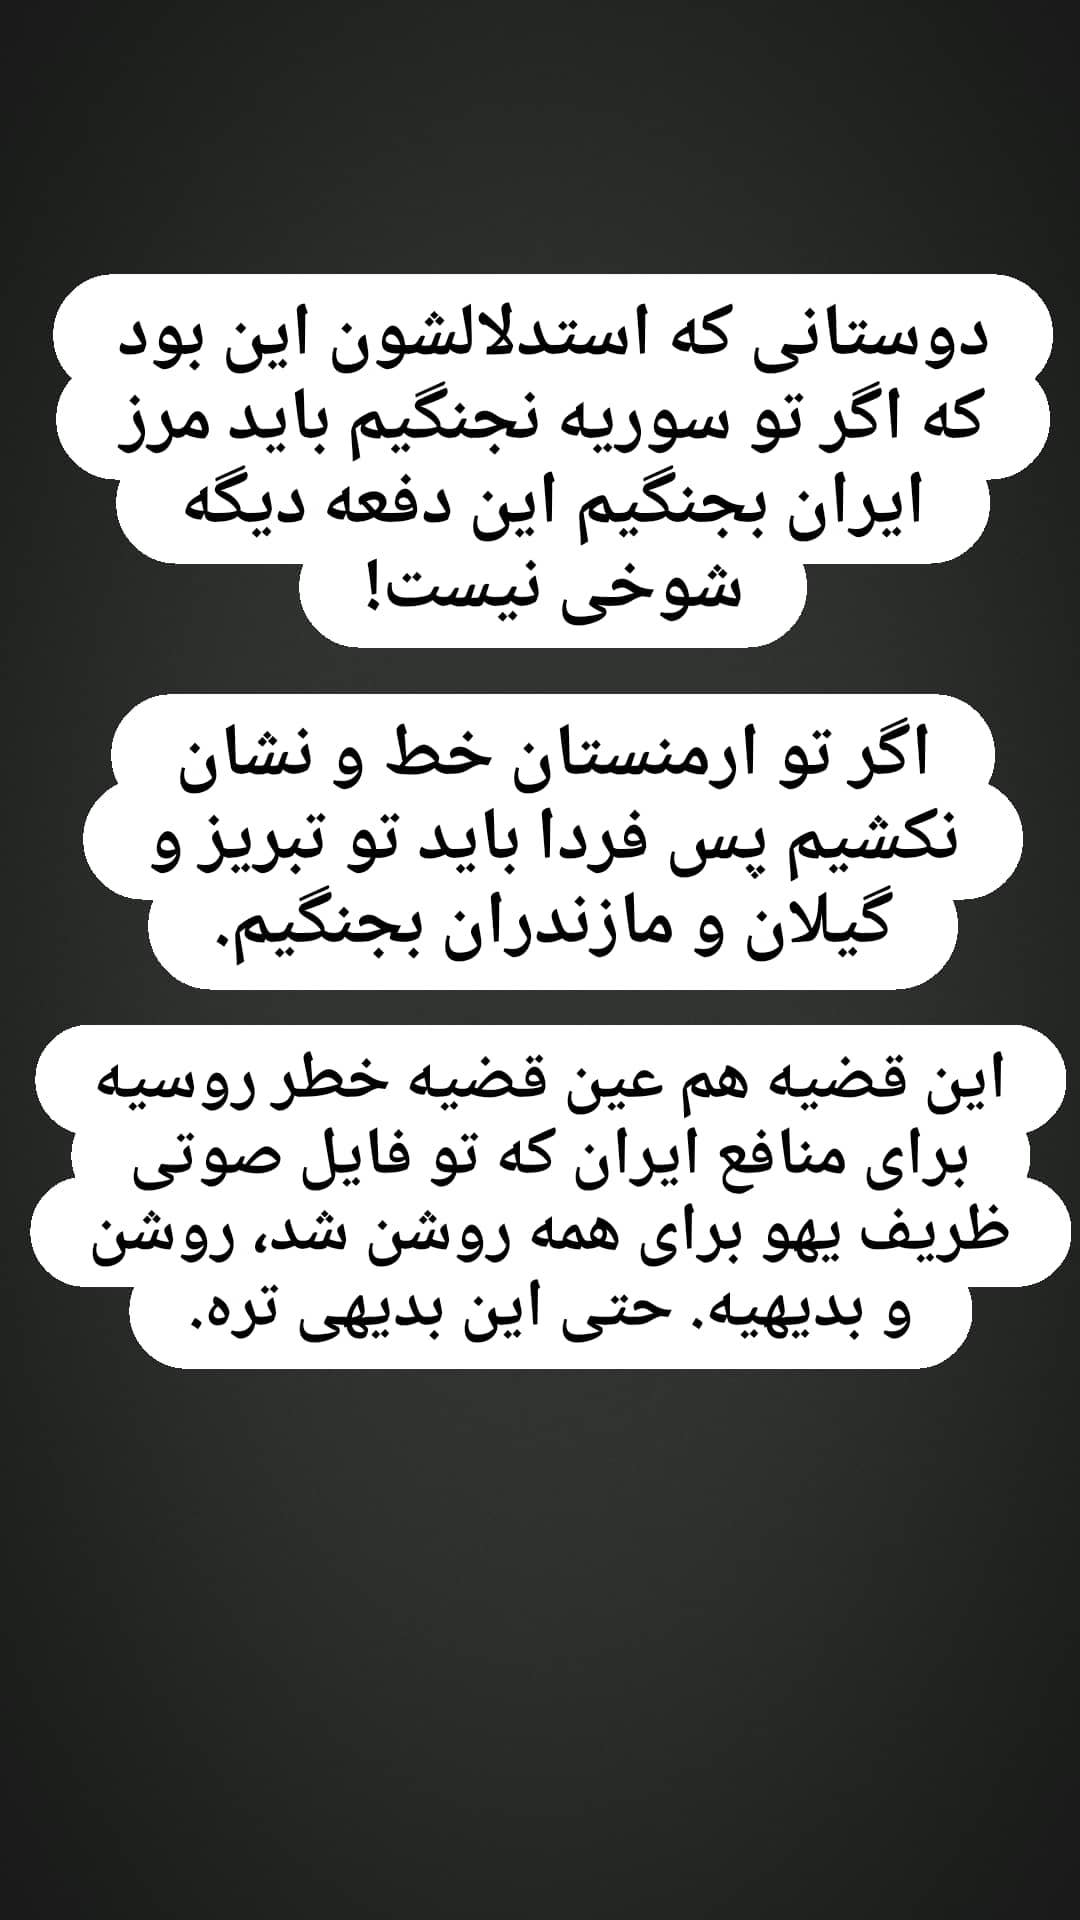 دوستانی که استدلالشون این بود
که اگر تو سوریه نجنگیم باید مرز
ایران بجنگیم این دفعه دیگه
شوخی نیست!
اگر تو ارمنستان خط و نشان
نکشیم پس فردا باید تو تبریز و
گیلان و مازندران بجنگیم.
این قضیه هم عین قضیه خطر روسیه
برای منافع ایران که تو فایل صوتی
ظریف یهو برای همه روشن شد، روشن
و بدیهیه. حتی این بدیهی تره.